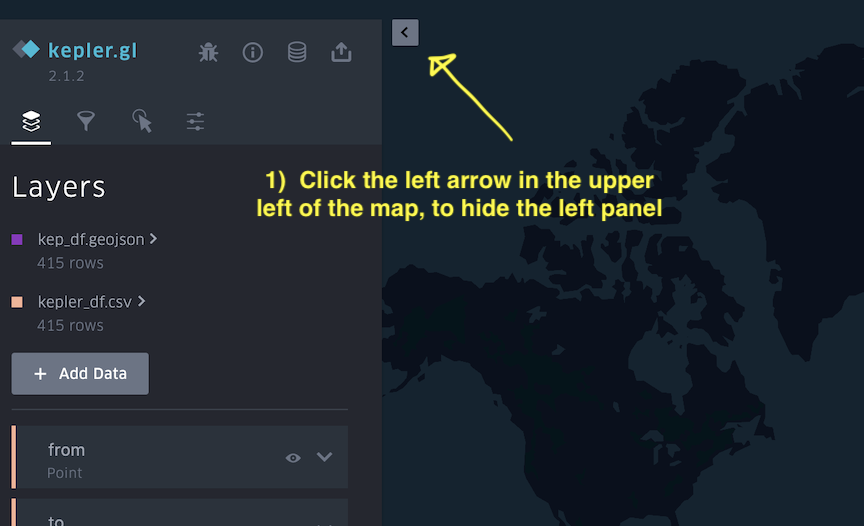 kepler.gl
2.1.2
1)  Click the left arrow in the upper
left of the map, to hide the left panel
Layers
kep_df.geojson
415 rows
kepler_df.csv
415 rows
+ Add Data
from
Point
to